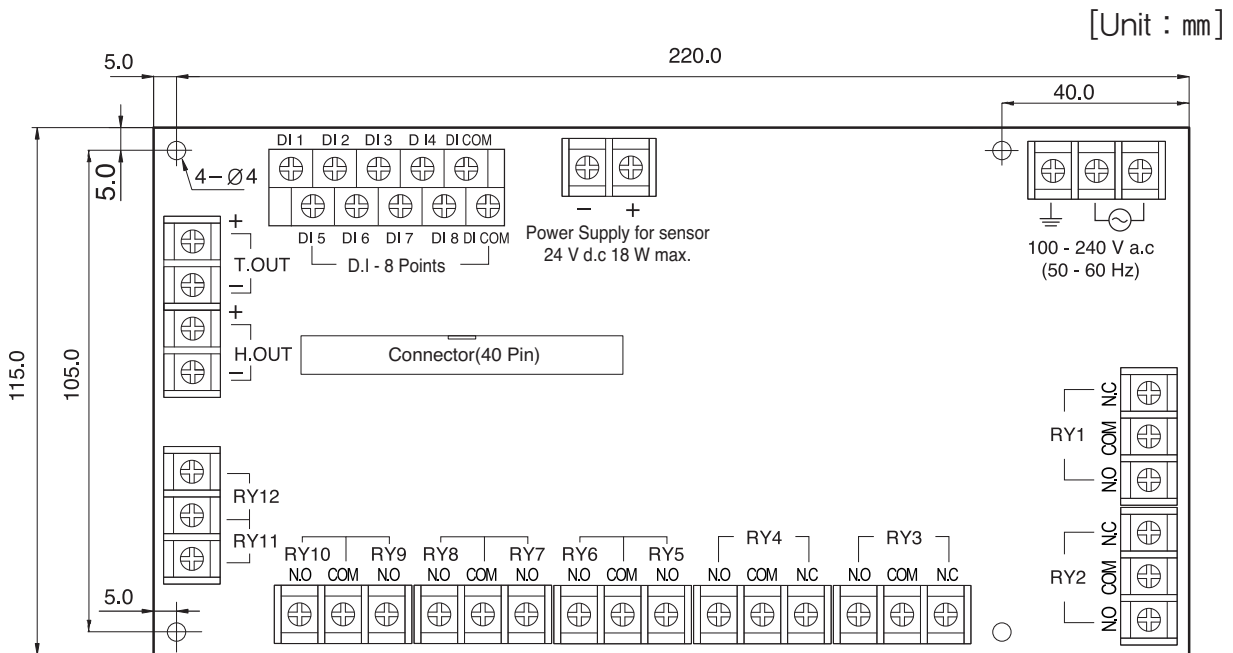 [Unit : mm]
5.0
220.0
40.0
DI 1 DI 2 DI 3 D I4 DI COM
5.0
4-Ø4
- +
DI 5 DI 6 DI 7 DI 8 DI COM
D.I - 8 Points
Power Supply for sensor
24 V d.c 18 W max.
100 - 240 V a.c
(50 - 60 Hz)
+
T.OUT
-
+
H.OUT
-
Connector(40 Pin)
115.0
105.0
N.C
RY1 COM
N.O
RY12
RY11
N.C
RY2 COM
N.O
RY10 RY9 RY8 RY7 RY6 RY5 RY4 RY3
N.O COM N.O N.O COM N.O N.O COM N.O N.O COM N.C N.O COM N.C
5.0